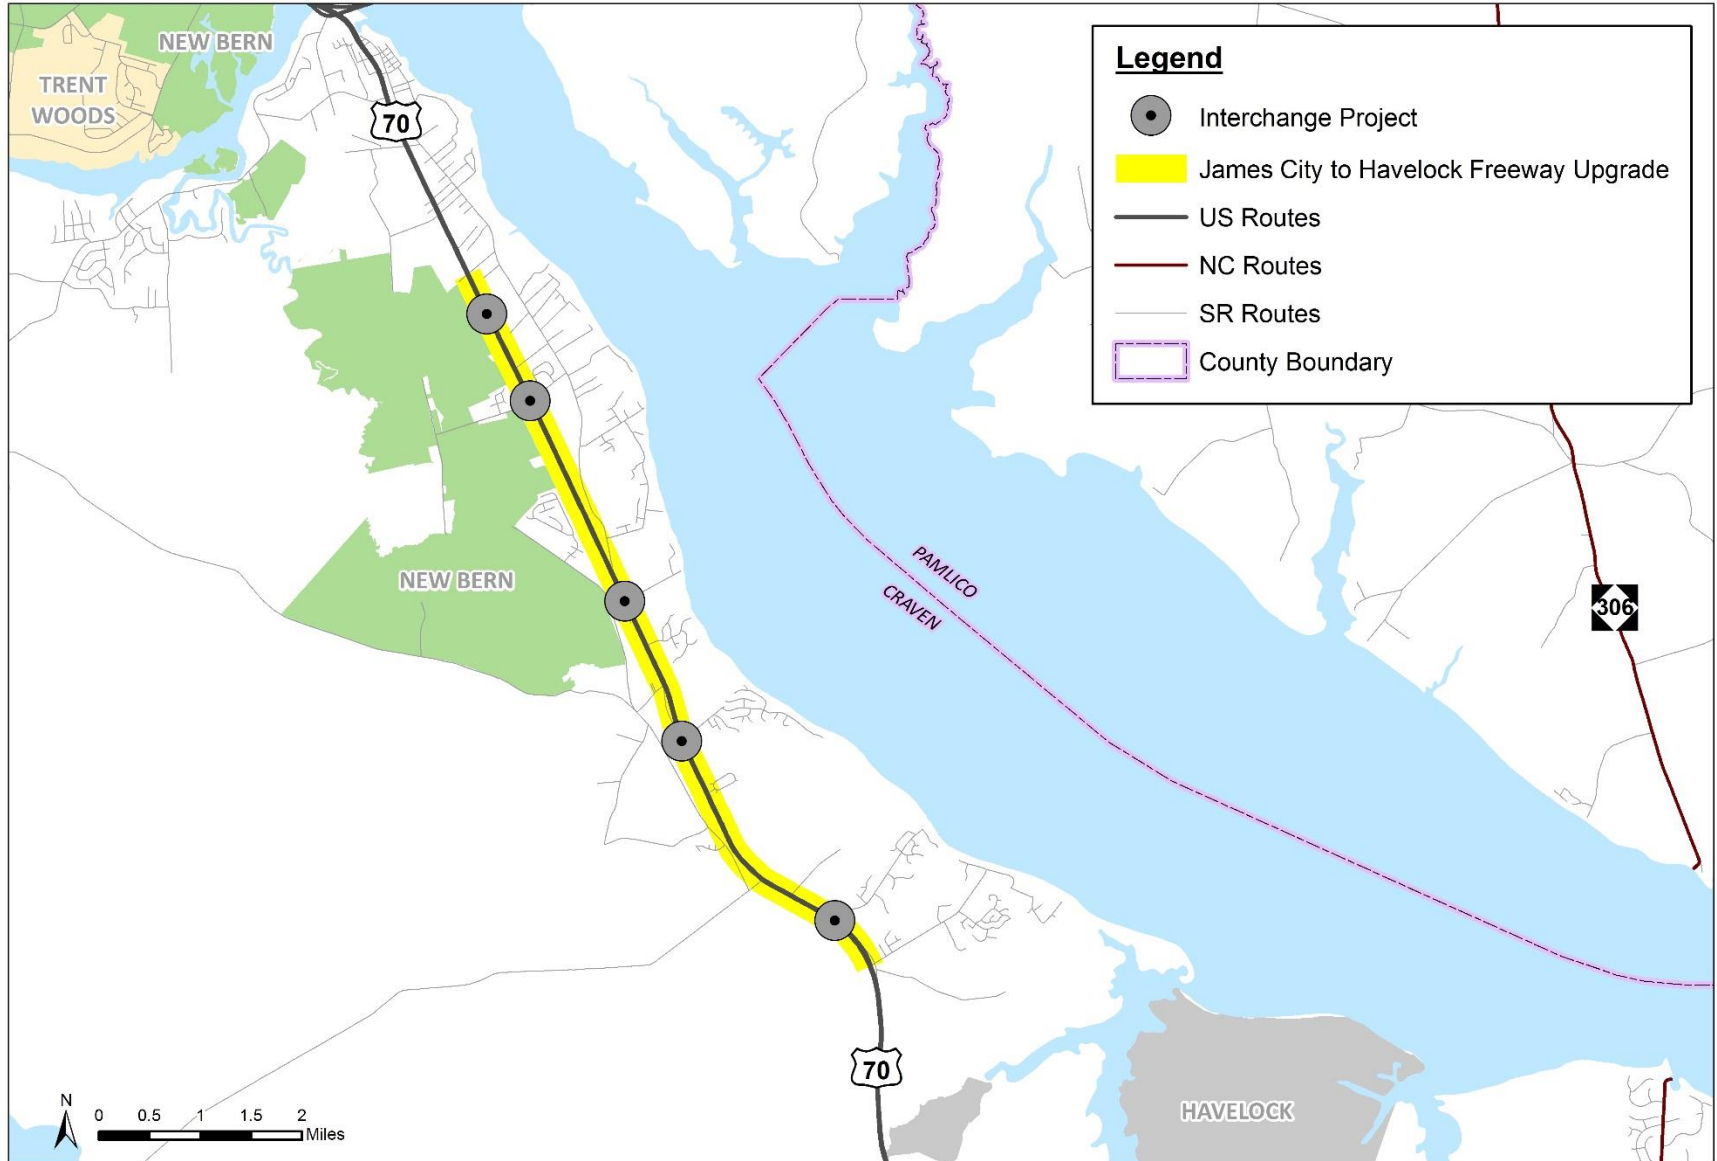 NEW BERN
TRENT
WOODS
70
Legend
Interchange Project
James City to Havelock Freeway Upgrade
US Routes
NC Routes
SR Routes
County Boundary
NEW BERN
PAMLICO
CRAVEN
306
70
HAVELOCK
N
0 0.5 1 1.5 2
Miles